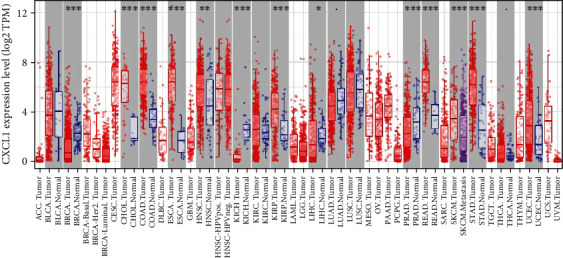 CXCL1 expression level (log2 TPM)
12
8
4
0
*** *** *** *** ** *** *** * *** *** *** *** ***
ACC.Tumor
BLCA.Tumor
BLCA.Normal
BRCA.Tumor
BRCA.Normal
BRCA-Basal.Tumor
BRCA-Her2.Tumor
BRCA-Luminal.Tumor
CESC.Tumor
CHOL.Tumor
CHOL.Normal
COAD.Tumor
COAD.Normal
DLBC.Tumor
ESCA.Tumor
ESCA.Normal
GBM.Tumor
HNSC.Tumor
HNSC.Normal
HNSC-HPVpos.Tumor
HNSC-HPVneg.Tumor
KICH.Tumor
KICH.Normal
KIRC.Tumor
KIRC.Normal
KIRP.Tumor
KIRP.Normal
LAML.Tumor
LGG.Tumor
LIHC.Tumor
LIHC.Normal
LUAD.Tumor
LUAD.Normal
LUSC.Tumor
LUSC.Normal
MESO.Tumor
OV.Tumor
PAAD.Tumor
PCPG.Tumor
PRAD.Tumor
PRAD.Normal
READ.Tumor
READ.Normal
SARC.Tumor
SKCM.Tumor
SKCM.Metastasis
STAD.Tumor
STAD.Normal
TGCT.Tumor
THCA.Tumor
THCA.Normal
THYM.Tumor
UCEC.Tumor
UCEC.Normal
UCS.Tumor
UVM.Tumor